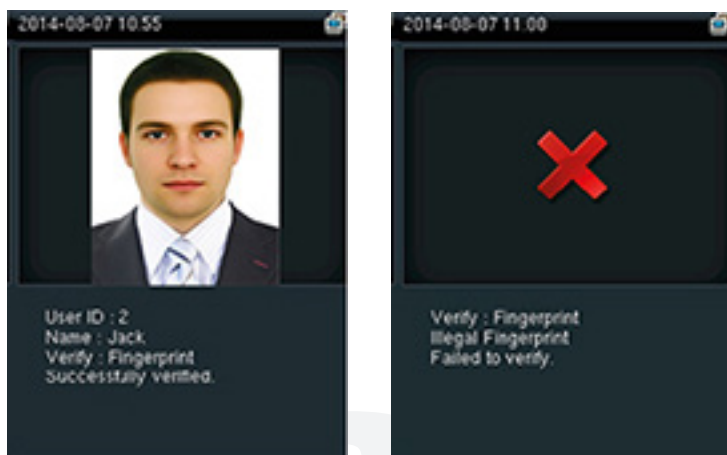 2014-08-07 10:55
User ID : 2
Name : Jack
Verify : Fingerprint
Successfully verified.
2014-08-07 11:00
Verify : Fingerprint
Illegal Fingerprint
Failed to verify.